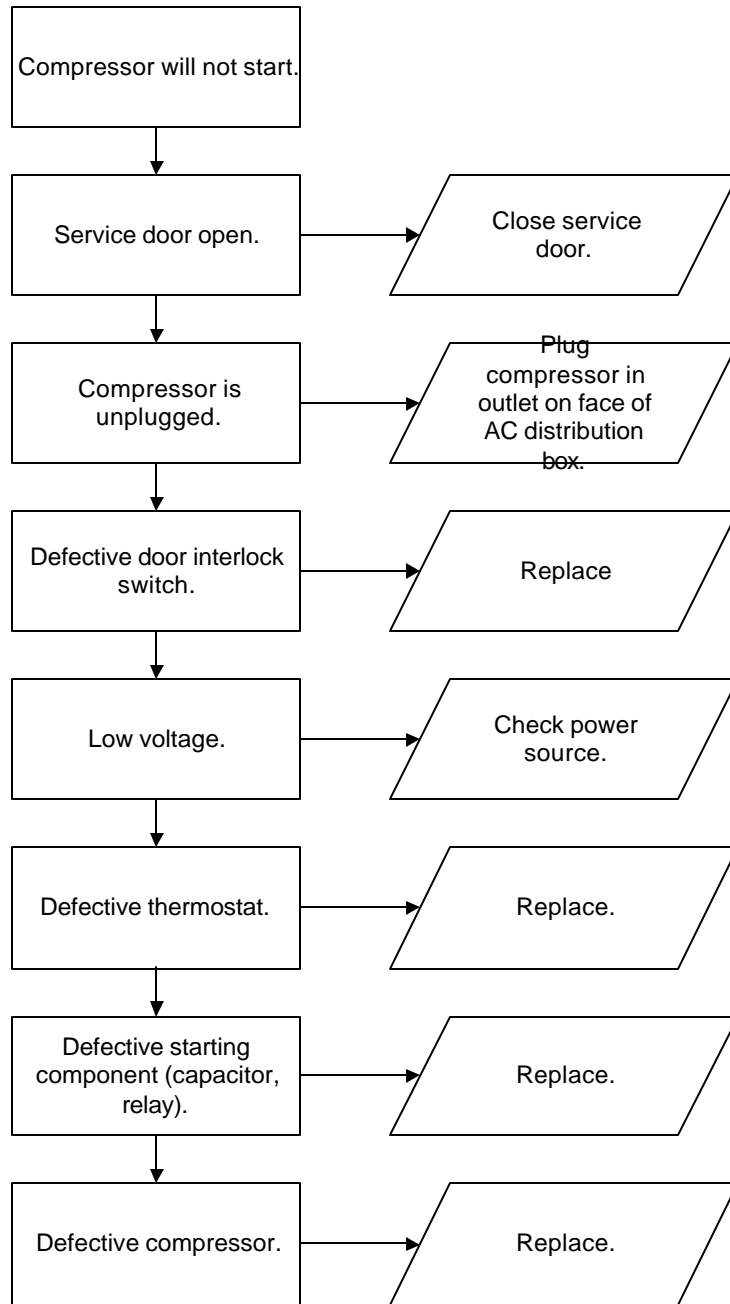 Compressor will not start.
Service door open.
Close service
door.
Compressor is
unplugged.
Plug
compressor in
outlet on face of
AC distribution
box.
Defective door interlock
switch.
Replace
Low voltage.
Check power
source.
Defective thermostat.
Replace.
Defective starting
component (capacitor,
relay).
Replace.
Defective compressor.
Replace.